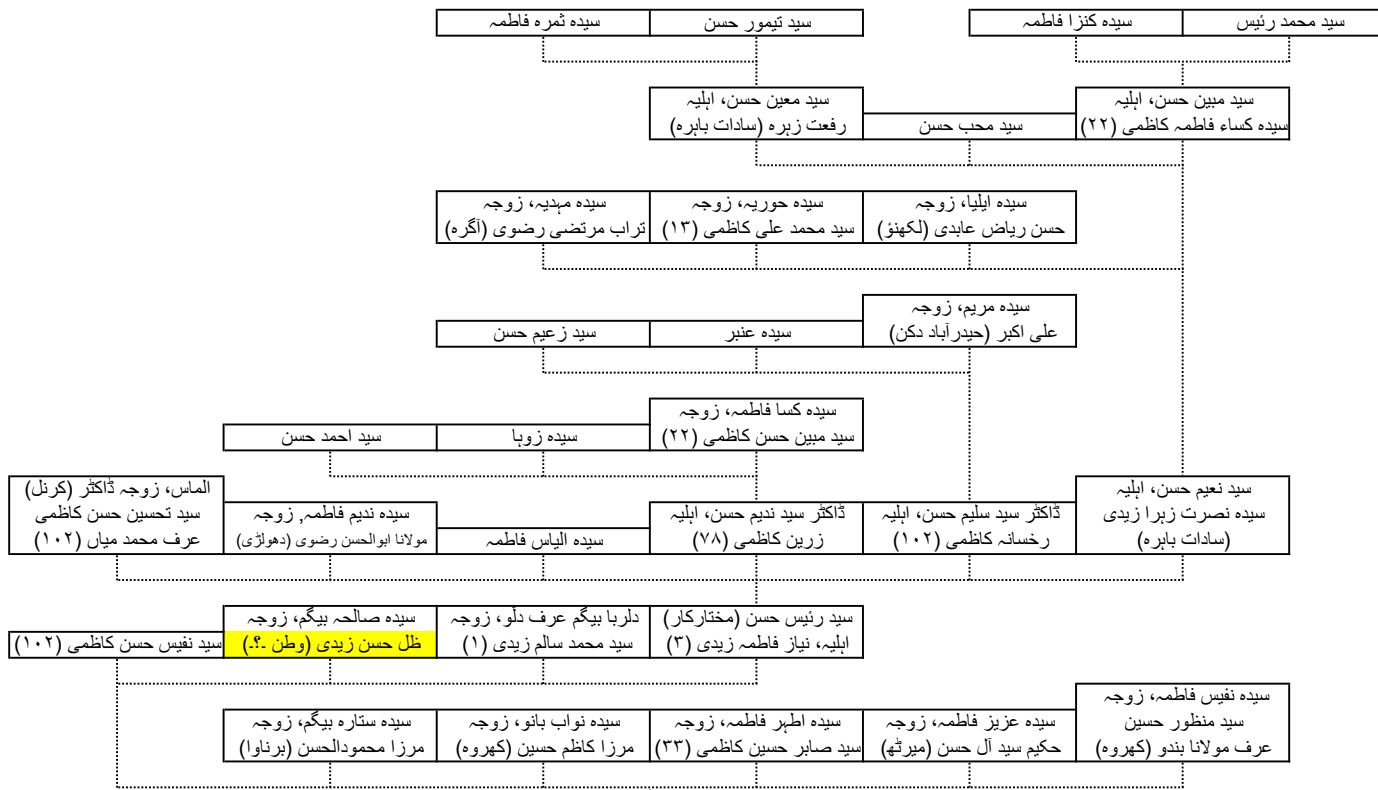 سید محمد رئیس
سیدہ کنزا فاطمہ
سید تیمور حسن
سیدہ ثمرہ فاطمہ
سید مبین حسن، اہلیہ
سیدہ کساء فاطمہ کاظمی (۲۲)
سید محب حسن
سید معین حسن، اہلیہ
رفعت زہرہ (سادات باہرہ)
سیدہ ایلیا، زوجہ
حسن ریاض عابدی (لکھنؤ)
سیدہ حوریہ، زوجہ
سید محمد علی کاظمی (۱۳)
سیدہ مہدیہ، زوجہ
تراب مرتضی رضوی (آگرہ)
سیدہ مریم، زوجہ
علی اکبر (حیدرآباد دکن)
سیدہ عنبر
سید زعیم حسن
سیدہ کسا فاطمہ، زوجہ
سید مبین حسن کاظمی (۲۲)
سیدہ زوہا
سید احمد حسن
سید نعیم حسن، اہلیہ
سیدہ نصرت زہرا زیدی
(سادات باہرہ)
ڈاکٹر سید سلیم حسن، اہلیہ
رخسانہ کاظمی (۱۰۲)
ڈاکٹر سید ندیم حسن، اہلیہ
زرین کاظمی (۷۸)
سیدہ الیاس فاطمہ
سیدہ ندیم فاطمہ, زوجہ
مولانا ابوالحسن رضوی (دھولڑی)
الماس، زوجہ ڈاکٹر (کرنل)
سید تحسین حسن کاظمی
عرف محمد میاں (۱۰۲)
سید رئیس حسن (مختارکار)
اہلیہ، نیاز فاطمہ زیدی (۳)
دلربا بیگم عرف دلّو، زوجہ
سید محمد سالم زیدی (۱)
سیدہ صالحہ بیگم، زوجہ
ظل حسن زیدی (وطن ۔؟۔)
سید نفیس حسن کاظمی (۱۰۲)
سیدہ نفیس فاطمہ، زوجہ
سید منظور حسین
عرف مولانا بندو (کھروہ)
سیدہ عزیز فاطمہ، زوجہ
حکیم سید آل حسن (میرٹھ)
سیدہ اطہر فاطمہ، زوجہ
سید صابر حسین کاظمی (۳۳)
سیدہ نواب بانو، زوجہ
مرزا کاظم حسین (کھروہ)
سیدہ ستارہ بیگم، زوجہ
مرزا محمودالحسن (برناوا)